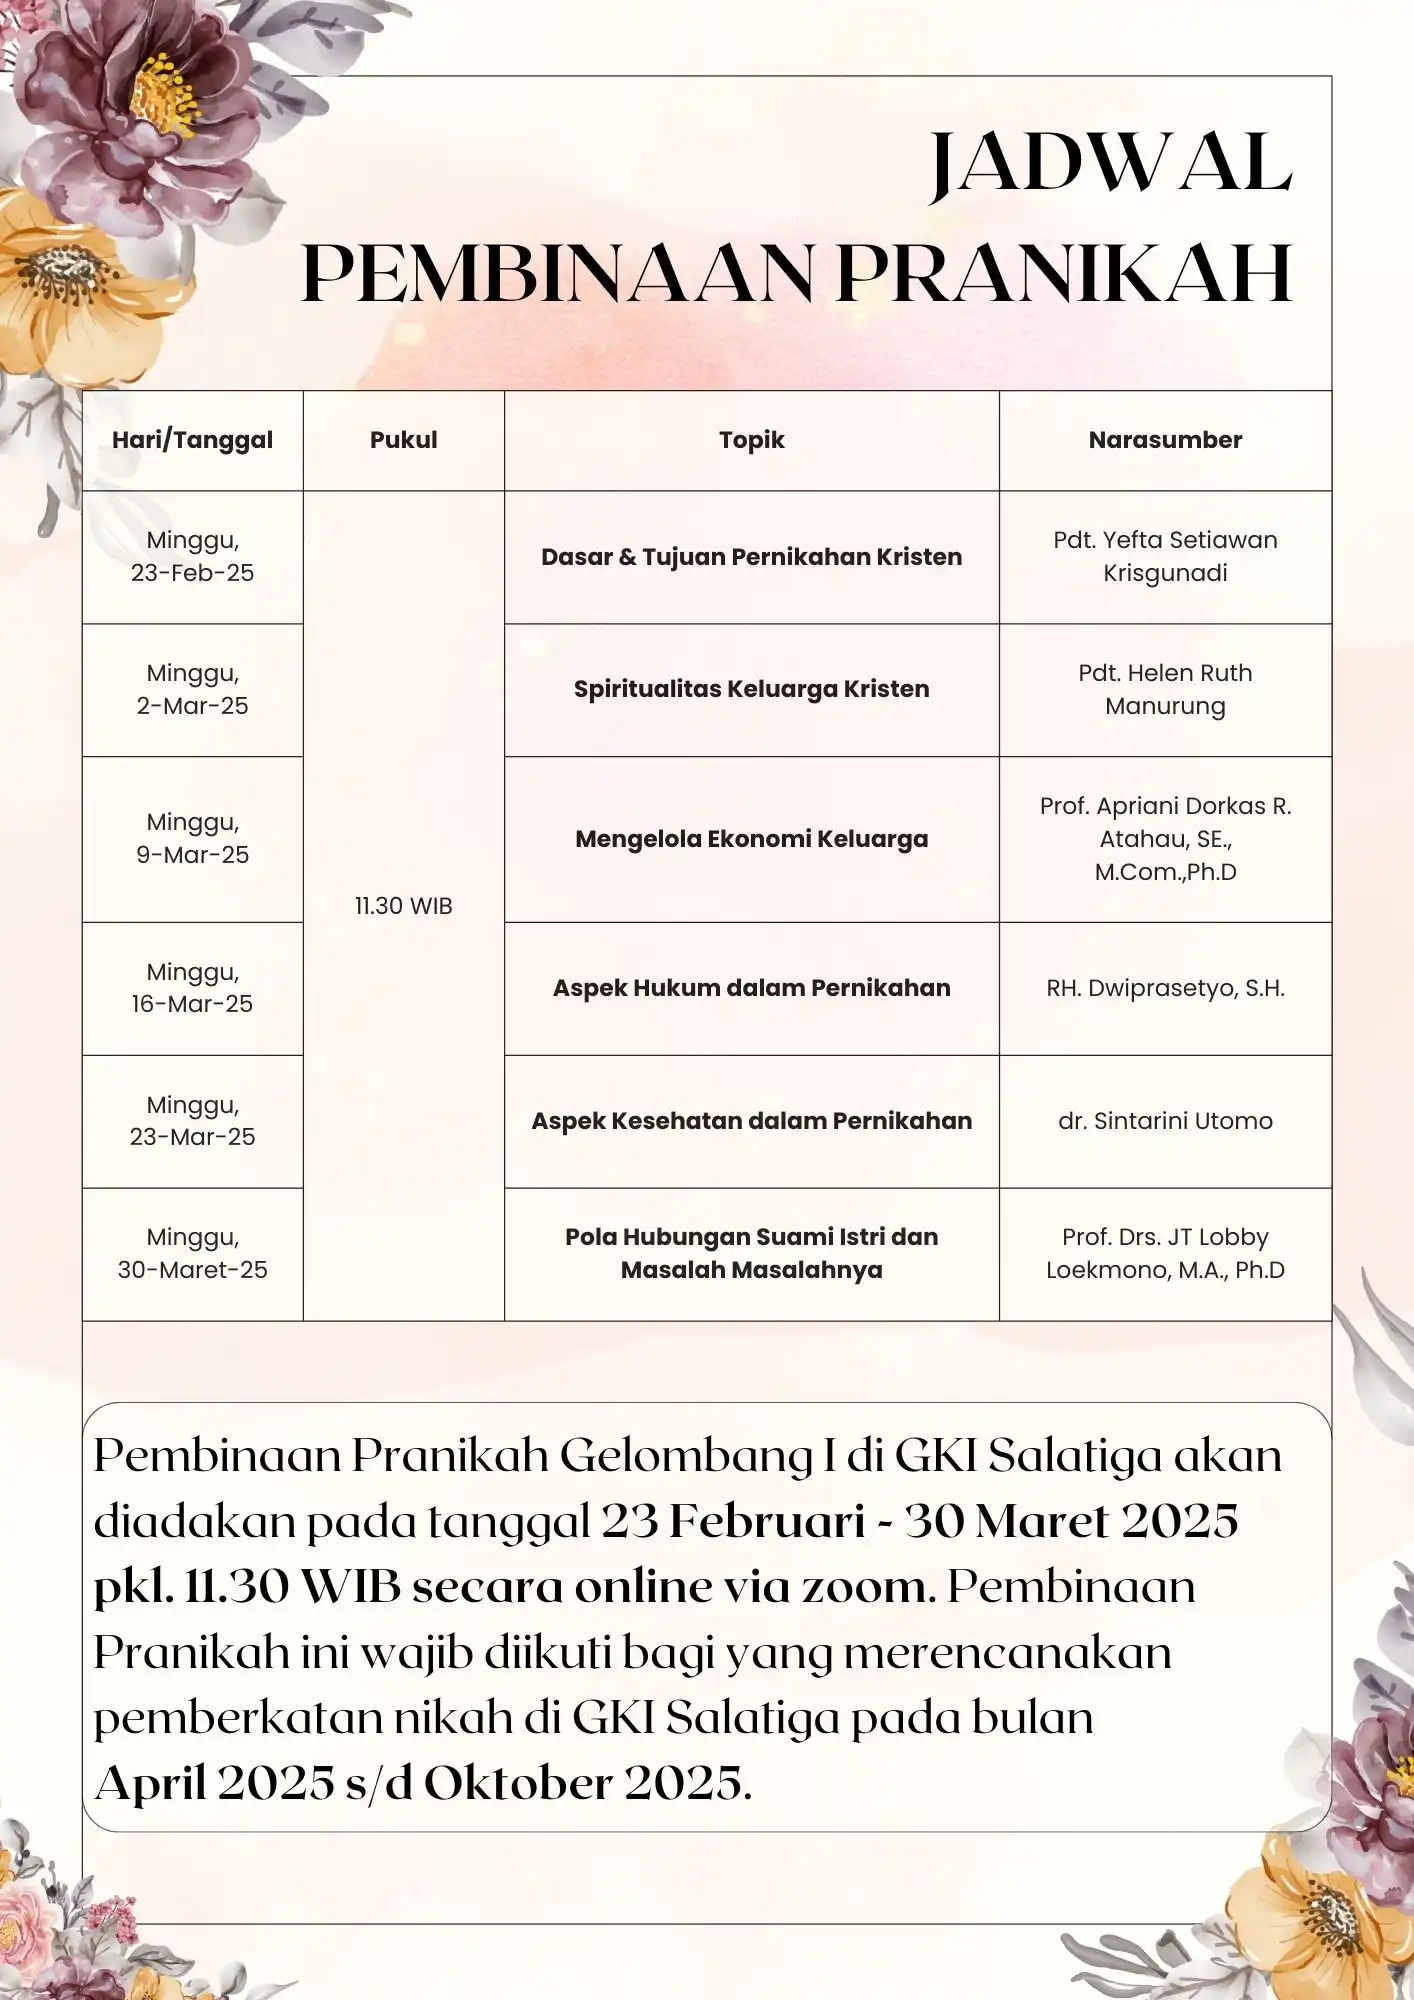 JADWAL
PEMBINAAN PRANIKAH
Hari/Tanggal
Pukul
Topik
Narasumber
Minggu,
23-Feb-25
11.30 WIB
Dasar & Tujuan Pernikahan Kristen
Pdt. Yefta Setiawan
Krisgunadi
Minggu,
2-Mar-25
Spiritualitas Keluarga Kristen
Pdt. Helen Ruth
Manurung
Minggu,
9-Mar-25
Mengelola Ekonomi Keluarga
Prof. Apriani Dorkas R.
Atahau, SE.,
M.Com.,Ph.D
Minggu,
16-Mar-25
Aspek Hukum dalam Pernikahan
RH. Dwiprasetyo, S.H.
Minggu,
23-Mar-25
Aspek Kesehatan dalam Pernikahan
dr. Sintarini Utomo
Minggu,
30-Maret-25
Pola Hubungan Suami Istri dan
Masalah Masalahnya
Prof. Drs. JT Lobby
Loekmono, M.A., Ph.D
Pembinaan Pranikah Gelombang I di GKI Salatiga akan
diadakan pada tanggal 23 Februari - 30 Maret 2025
pkl. 11.30 WIB secara online via zoom. Pembinaan
Pranikah ini wajib diikuti bagi yang merencanakan
pemberkatan nikah di GKI Salatiga pada bulan
April 2025 s/d Oktober 2025.